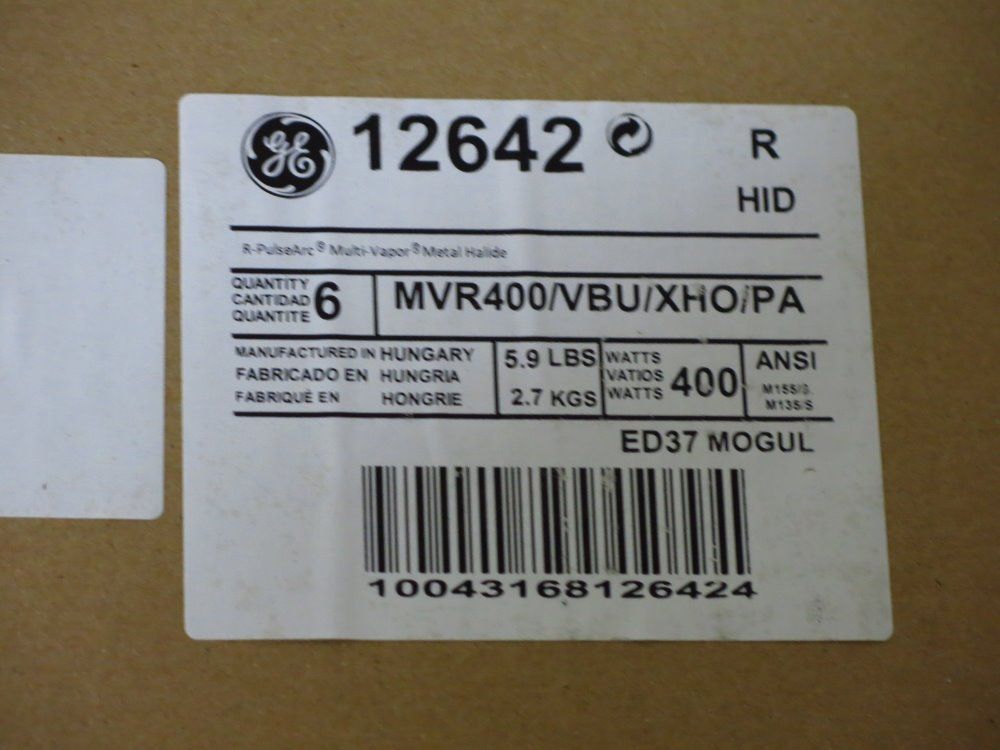 GE 12642 R
HID
R-PulseArc® Multi-Vapor® Metal Halide
QUANTITY
CANTIDAD 6
QUANTITE
MVR400/VBU/XHO/PA
MANUFACTURED IN HUNGARY
FABRICADO EN HUNGRIA
FABRIQUÉ EN HONGRIE
5.9 LBS
2.7 KGS
WATTS
VATIOS 400
WATTS
ANSI
M135/S
ED37 MOGUL
10043168126424